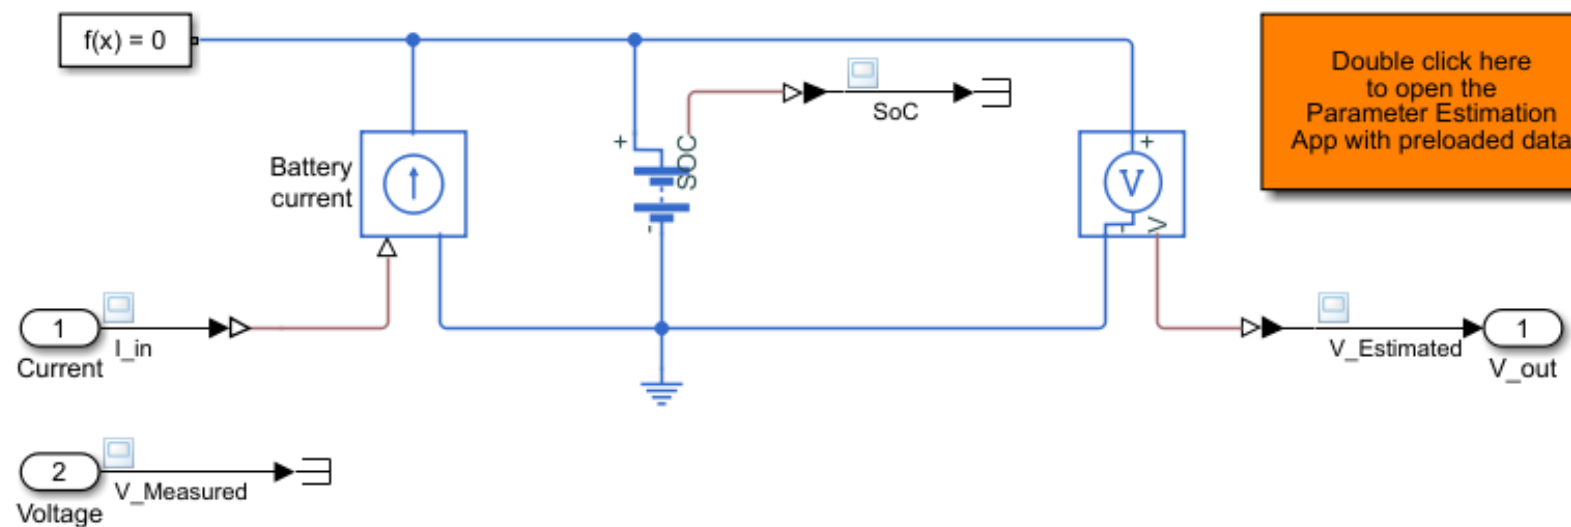 f(x) = 0
Double click here
to open the
Parameter Estimation
App with preloaded data
SoC
+
SOC
-
Battery
current
+
V
-
V
1
I_in
Current
V_Estimated
1
V_out
2
V_Measured
Voltage